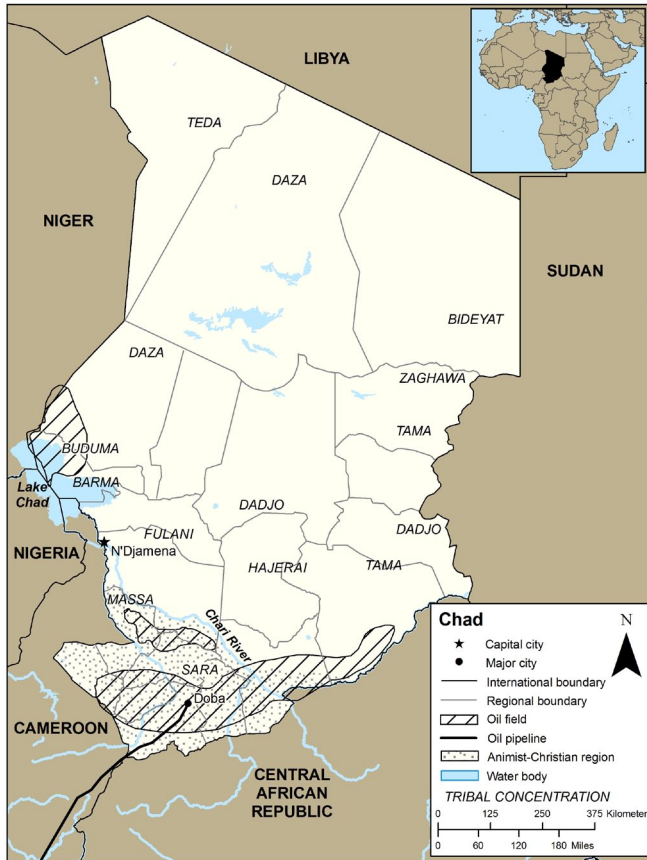 LIBYA
TEDA
DAZA
NIGER
SUDAN
BIDEYAT
DAZA
ZAGHAWA
TAMA
BUDUMA
Lake
Chad
BARMA
DADJO
DADJO
FULANI
N'Djamena
NIGERIA
HAJERAI
TAMA
MASSA
Chari River
SARA
Doba
CAMEROON
CENTRAL
AFRICAN
REPUBLIC
Chad
N
Capital city
Major city
International boundary
Regional boundary
Oil field
Oil pipeline
Animist-Christian region
Water body
TRIBAL CONCENTRATION
0 125 250 375 Kilometer
0 60 120 180 Miles